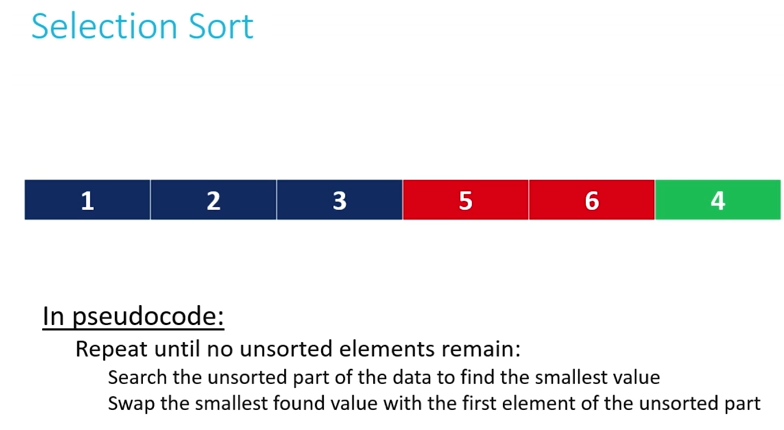 Selection Sort
1 2 3 5 6 4
In pseudocode:
Repeat until no unsorted elements remain:
Search the unsorted part of the data to find the smallest value
Swap the smallest found value with the first element of the unsorted part